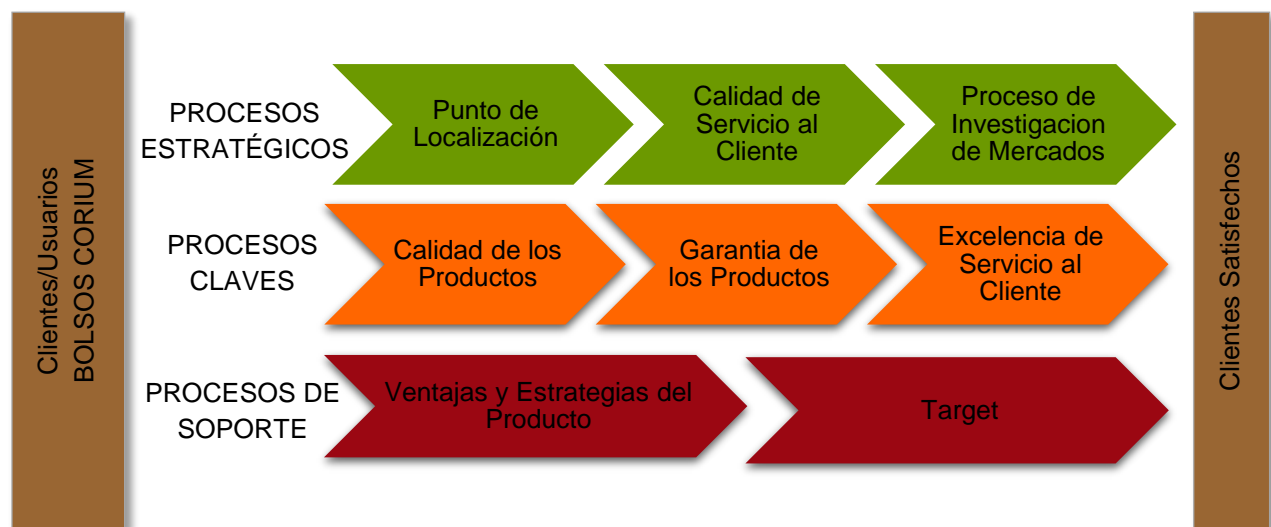 Clientes/Usuarios
BOLSOS CORIUM
PROCESOS
ESTRATÉGICOS
Punto de
Localización
Calidad de
Servicio al
Cliente
Proceso de
Investigacion
de Mercados
PROCESOS
CLAVES
Calidad de los
Productos
Garantia de
los Productos
Excelencia de
Servicio al
Cliente
PROCESOS DE
SOPORTE
Ventajas y Estrategias del
Producto
Target
Clientes Satisfechos